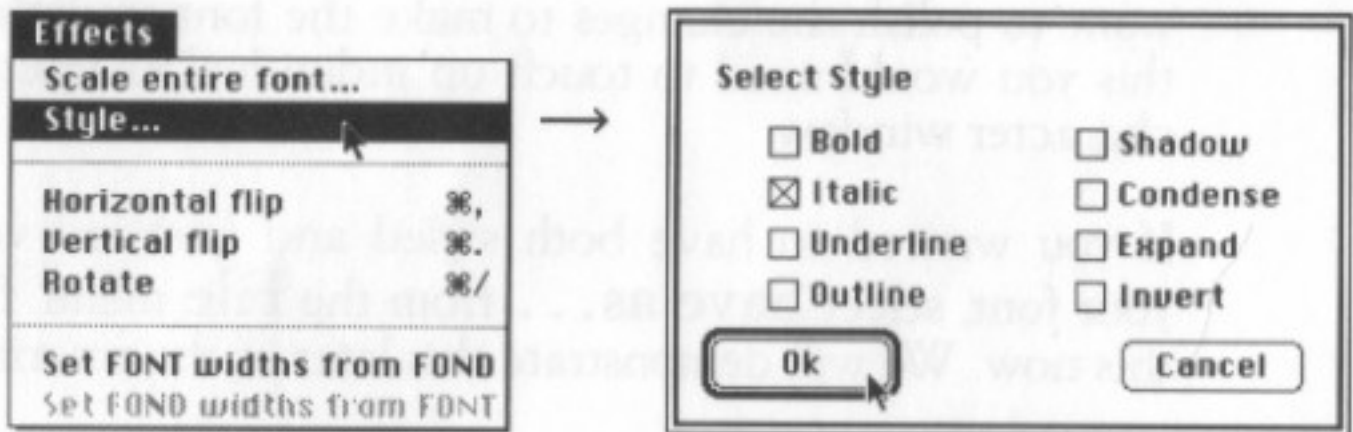 Effects
Scale entire font...
Style...
Horizontal flip ⌘,
Vertical flip ⌘.
Rotate ⌘/
Set FONT widths from FOND
Set FOND widths from FONT
→
Select Style
Bold
Shadow
Italic
Condense
Underline
Expand
Outline
Invert
Ok
Cancel